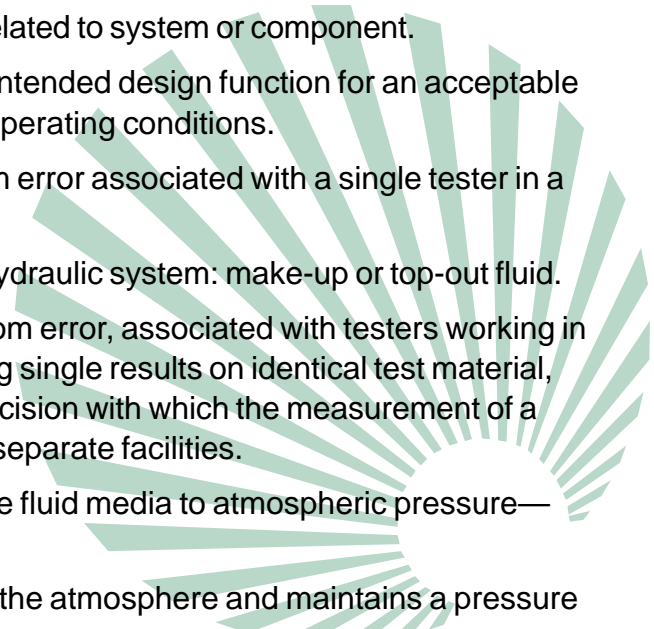 elated to system or component.
ntended design function for an acceptable
perating conditions.
n error associated with a single tester in a
ydraulic system: make-up or top-out fluid.
om error, associated with testers working in
g single results on identical test material,
cision with which the measurement of a
separate facilities.
e fluid media to atmospheric pressure—
the atmosphere and maintains a pressure